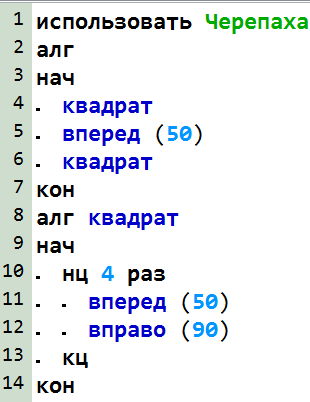 1 использовать Черепаха
2 алг
3 нач
4 . квадрат
5 . вперед (50)
6 . квадрат
7 кон
8 алг квадрат
9 нач
10 . нц 4 раз
11 . . вперед (50)
12 . . вправо (90)
13 . кц
14 кон